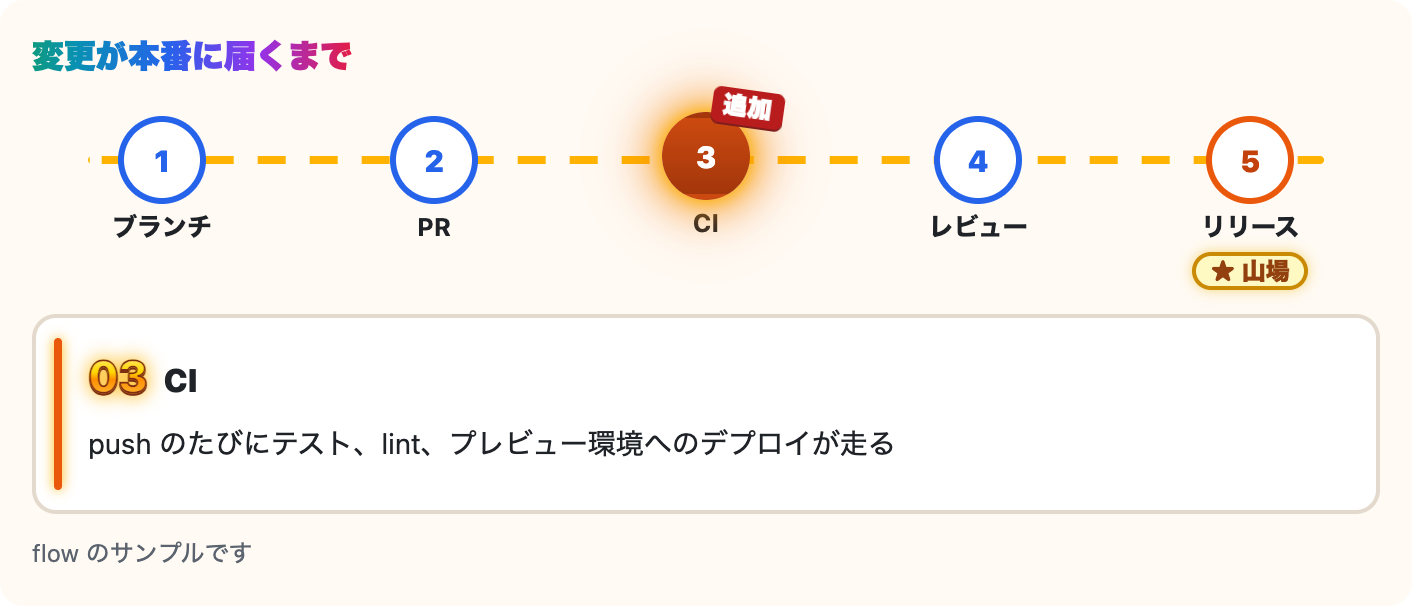 変更が本番に届くまで
追加
1 2 3 4 5
ブランチ PR CI レビュー リリース
★ 山場
03 CI
push のたびにテスト、lint、プレビュー環境へのデプロイが走る
flow のサンプルです